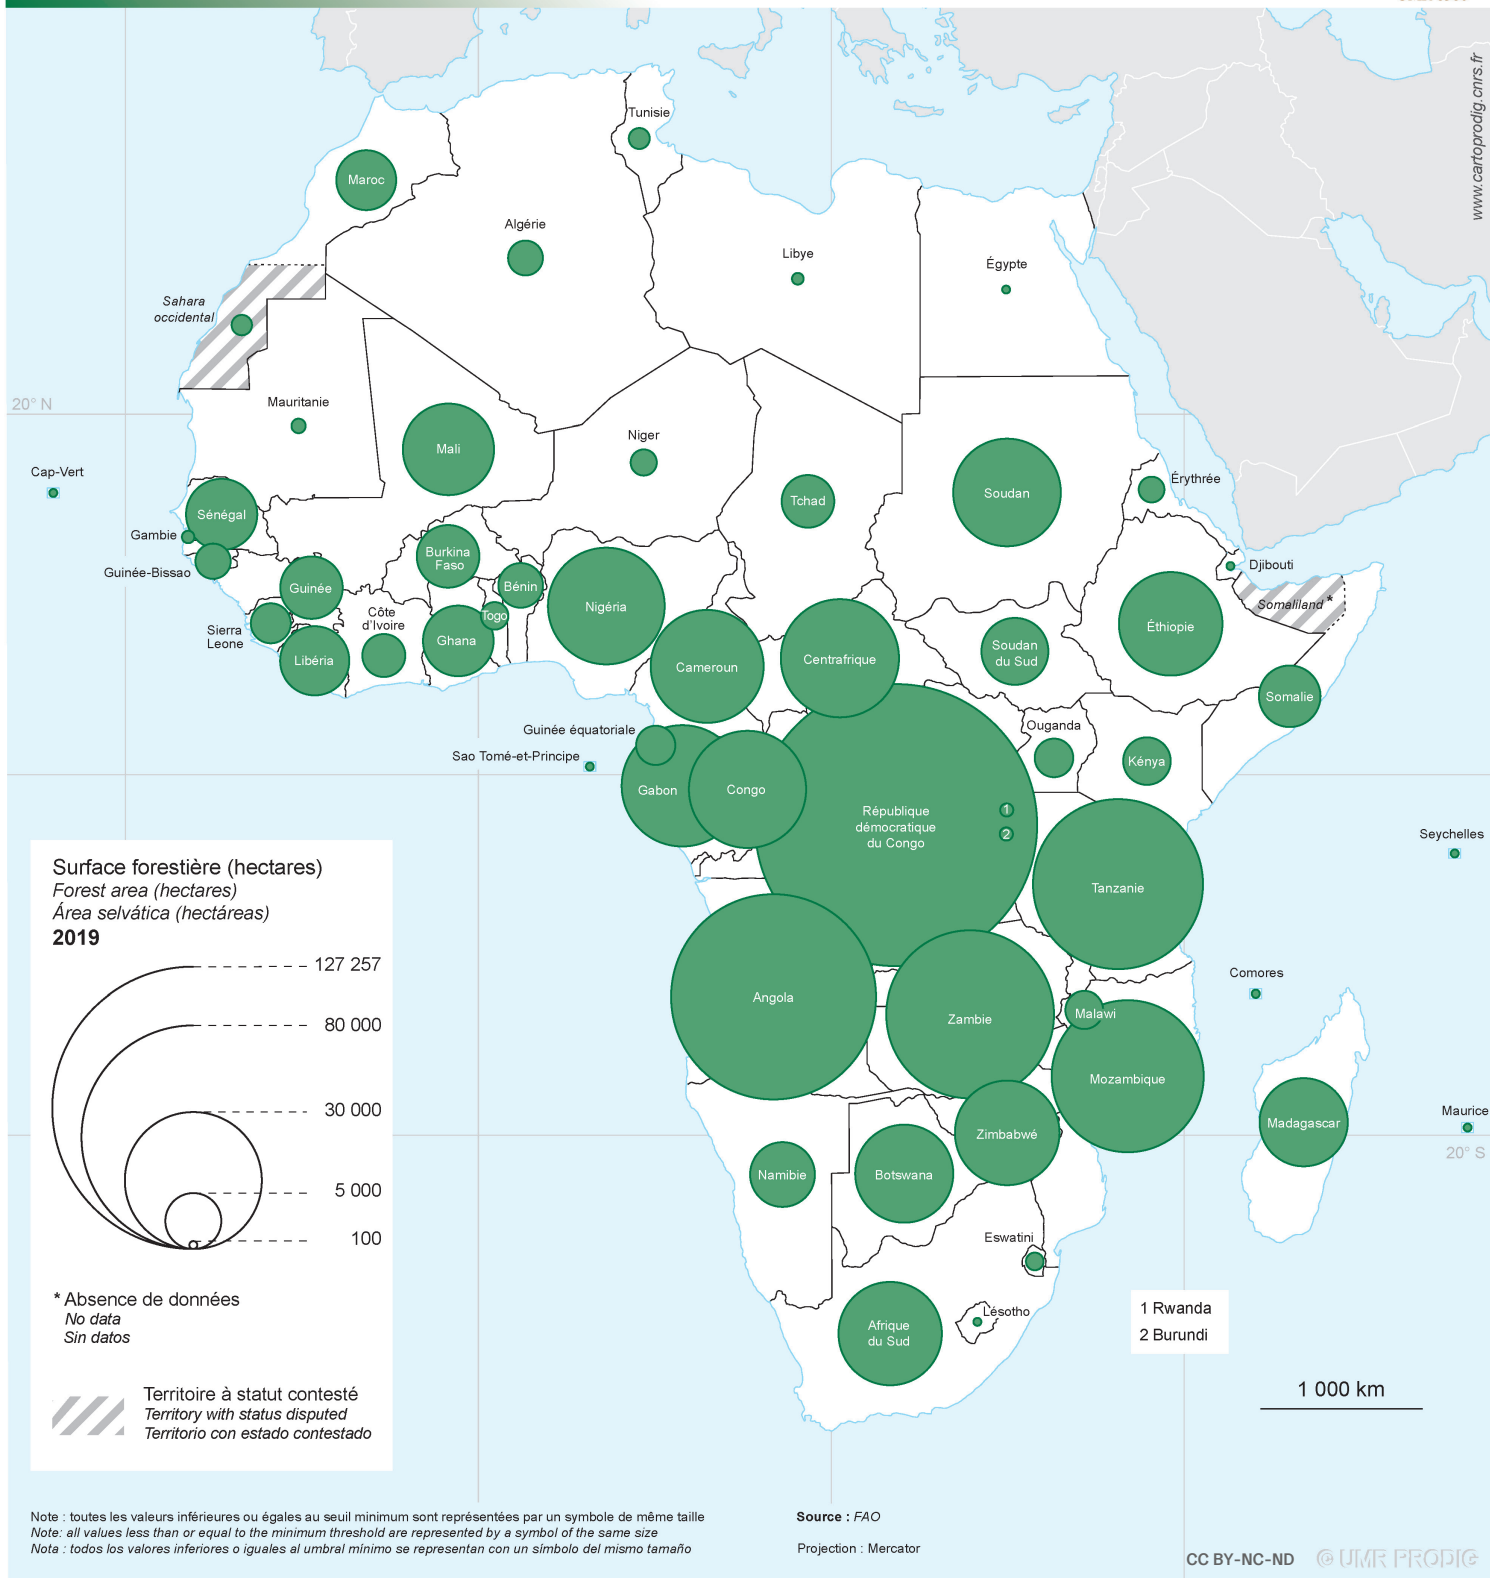 www.cartoprodig.cnrs.fr
Tunisie
Maroc
Algérie
Libye
Égypte
Sahara
occidental
20° N
Mauritanie
Mali
Niger
Cap-Vert
Tchad
Soudan
Érythrée
Sénégal
Gambie
Guinée-Bissao
Burkina
Faso
Bénin
Djibouti
Guinée
Côte
d'Ivoire
Togo
Nigéria
Somaliland *
Éthiopie
Sierra
Leone
Libéria
Ghana
Cameroun
Centrafrique
Soudan
du Sud
Somalie
Guinée équatoriale
Ouganda
Sao Tomé-et-Principe
Kénya
Gabon
Congo
République
démocratique
du Congo
1
2
Seychelles
Tanzanie
Comores
Angola
Zambie
Malawi
Mozambique
Maurice
Madagascar
Zimbabwé
20° S
Namibie
Botswana
Eswatini
Lésotho
Afrique
du Sud
1 Rwanda
2 Burundi
1 000 km
Surface forestière (hectares)
Forest area (hectares)
Área selvática (hectáreas)
2019
127 257
80 000
30 000
5 000
100
* Absence de données
No data
Sin datos
Territoire à statut contesté
Territory with status disputed
Territorio con estado contestado
Note : toutes les valeurs inférieures ou égales au seuil minimum sont représentées par un symbole de même taille
Note: all values less than or equal to the minimum threshold are represented by a symbol of the same size
Nota : todos los valores inferiores o iguales al umbral mínimo se representan con un símbolo del mismo tamaño
Source : FAO
Projection : Mercator
CC BY-NC-ND © UMR PRODIG